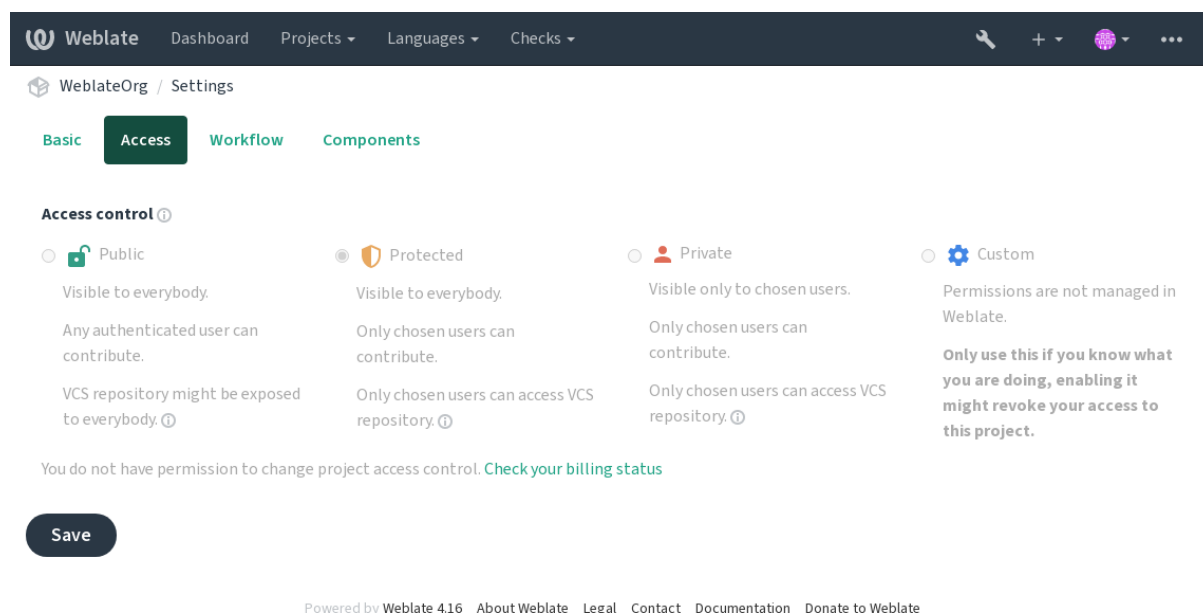 Weblate Dashboard Projects Languages Checks
WeblateOrg / Settings
Basic Access Workflow Components
Access control
Public
Visible to everybody.
Any authenticated user can
contribute.
VCS repository might be exposed
to everybody.
Protected
Visible to everybody.
Only chosen users can
contribute.
Only chosen users can access VCS
repository.
Private
Visible only to chosen users.
Only chosen users can
contribute.
Only chosen users can access VCS
repository.
Custom
Permissions are not managed in
Weblate.
Only use this if you know what
you are doing, enabling it
might revoke your access to
this project.
You do not have permission to change project access control. Check your billing status
Save
Powered by Weblate 4.16 About Weblate Legal Contact Documentation Donate to Weblate